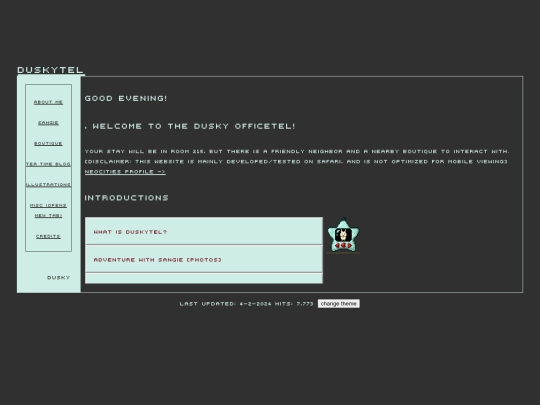 DUSKYTEL
ABOUT ME
SANGIE
BOUTIQUE
TEA TIME BLOG
ILLUSTRATIONS
MISC (OPENS
NEW TAB)
CREDITS
DUSKY
GOOD EVENING!
, WELCOME TO THE DUSKY OFFICETEL!
YOUR STAY WILL BE IN ROOM 215, BUT THERE IS A FRIENDLY NEIGHBOR AND A NEARBY BOUTIQUE TO INTERACT WITH.
(DISCLAIMER: THIS WEBSITE IS MAINLY DEVELOPED/TESTED ON SAFARI, AND IS NOT OPTIMIZED FOR MOBILE VIEWING)
NEOCITIES PROFILE ->
INTRODUCTIONS
WHAT IS DUSKYTEL?
ADVENTURE WITH SANGIE (PHOTOS)
LAST UPDATED: 4-2-2024 HITS: 7,773 change theme